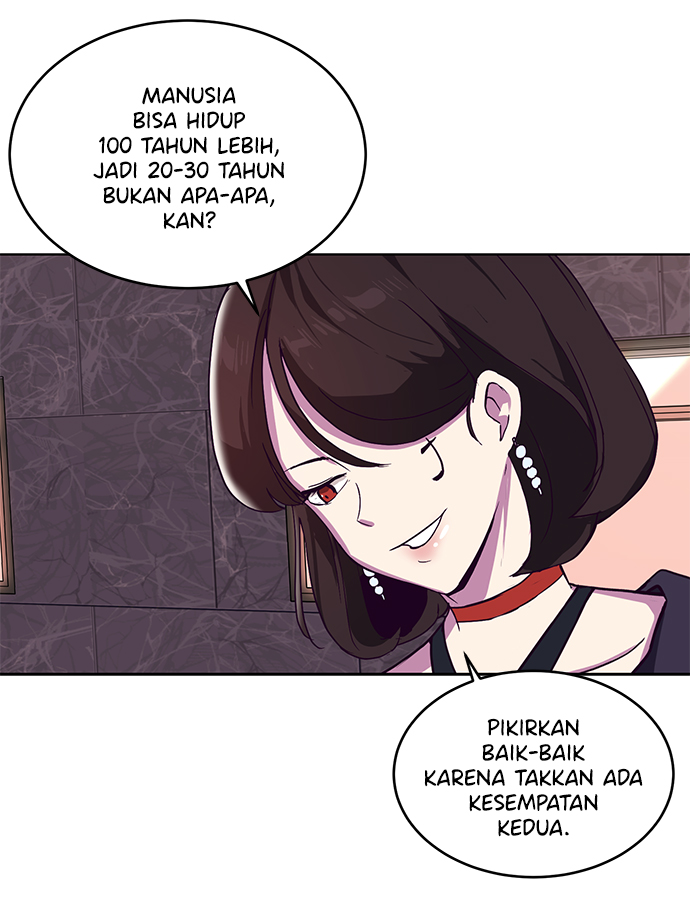 MANUSIA
BISA HIDUP
100 TAHUN LEBIH,
JADI 20-30 TAHUN
BUKAN APA-APA,
KAN?
PIKIRKAN
BAIK-BAIK
KARENA TAKKAN ADA
KESEMPATAN
KEDUA.